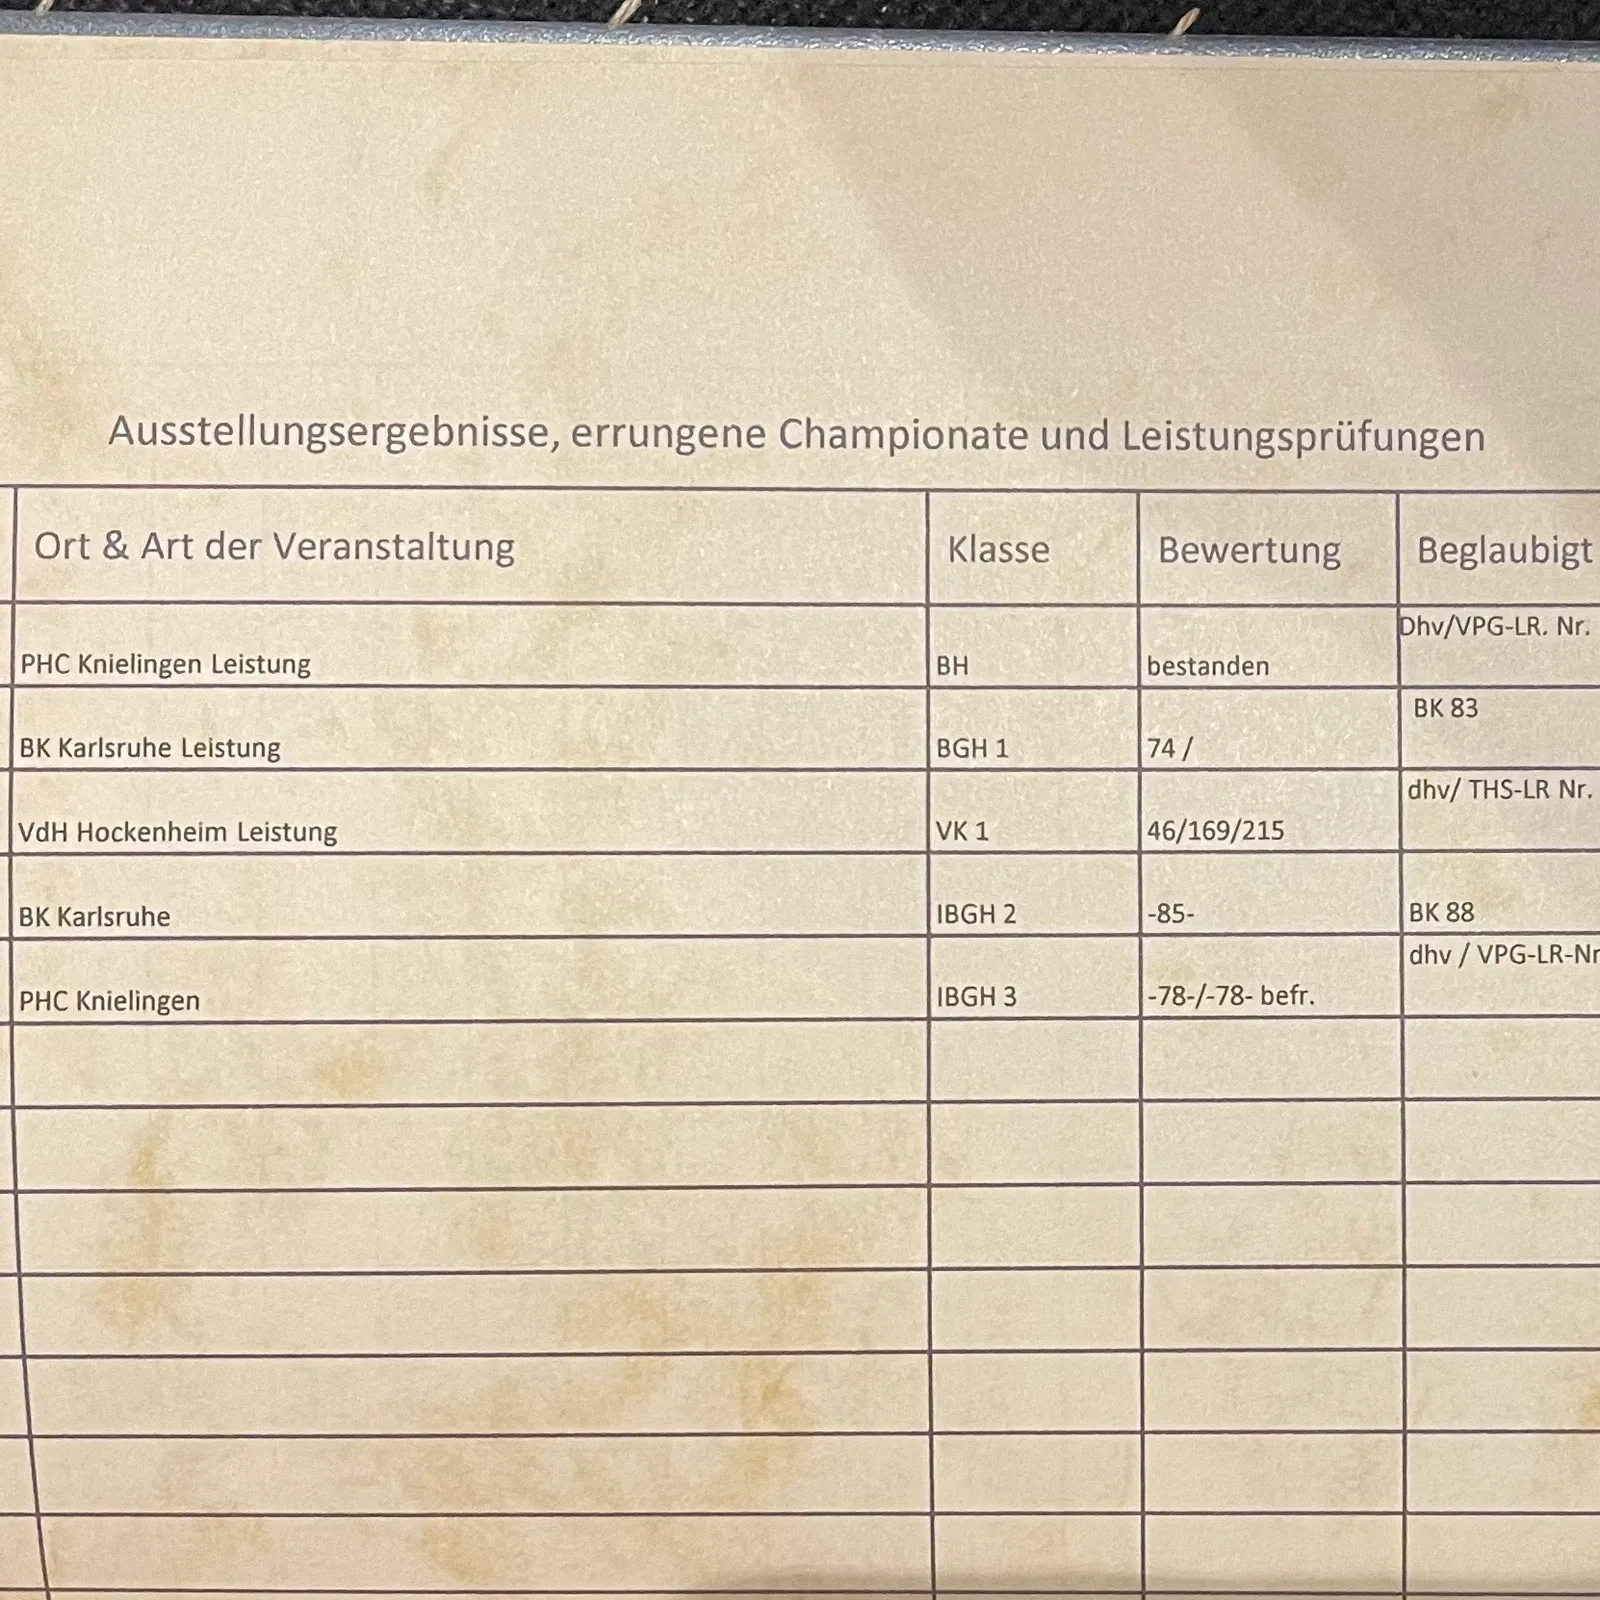 Ausstellungsergebnisse, errungene Championate und Leistungsprüfungen
Ort & Art der Veranstaltung Klasse Bewertung Beglaubigt
PHC Knielingen Leistung BH bestanden Dhv/VPG-LR. Nr.
BK Karlsruhe Leistung BGH 1 74 / BK 83
VdH Hockenheim Leistung VK 1 46/169/215 dhv/ THS-LR Nr.
BK Karlsruhe IBGH 2 -85- BK 88
PHC Knielingen IBGH 3 -78-/-78- befr. dhv / VPG-LR-Nr